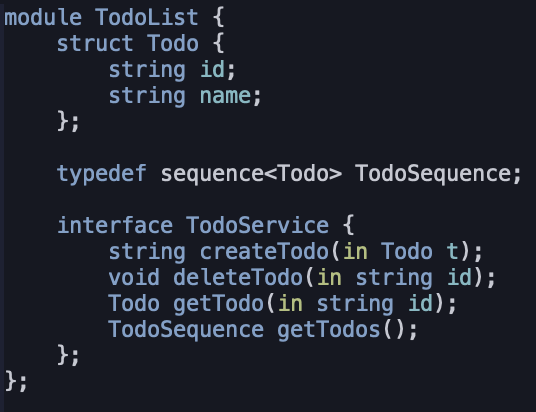 module TodoList {
    struct Todo {
        string id;
        string name;
    };

    typedef sequence<Todo> TodoSequence;

    interface TodoService {
        string createTodo(in Todo t);
        void deleteTodo(in string id);
        Todo getTodo(in string id);
        TodoSequence getTodos();
    };
};